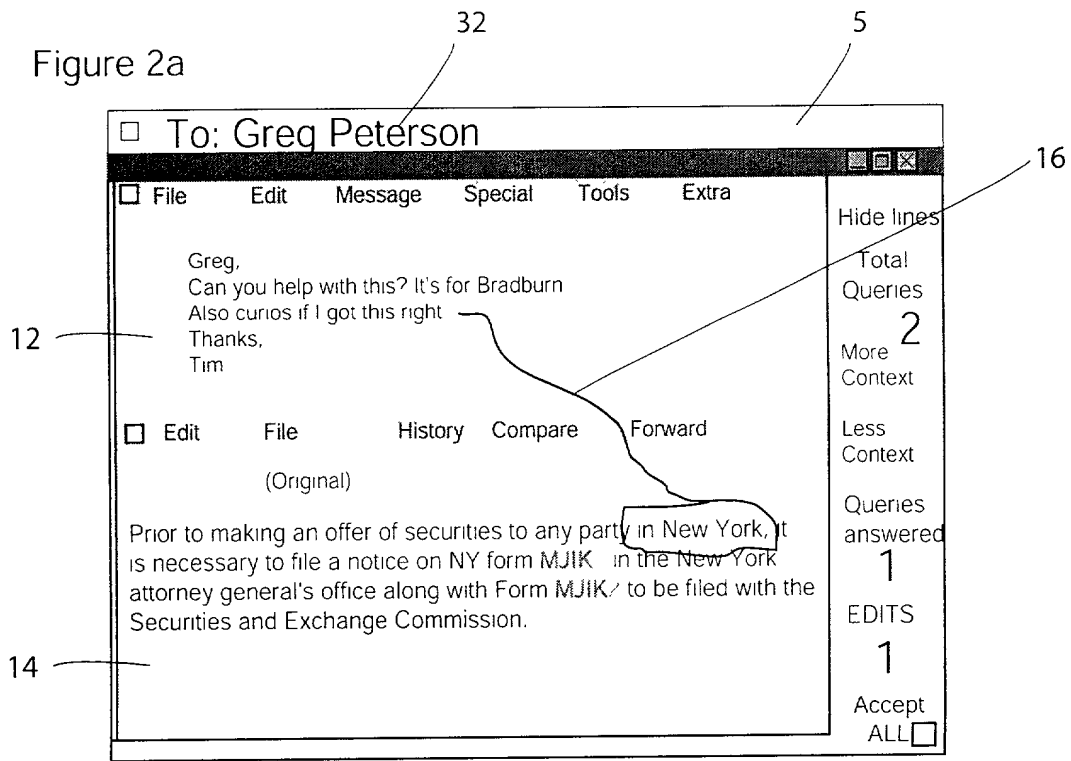 32
5
Figure 2a
To: Greg Peterson
16
File Edit Message Special Tools Extra
Hide lines
Greg,
Can you help with this? It's for Bradburn
Also curios if I got this right
Thanks,
Tim
12
Total
Queries
2
More
Context
Edit File History Compare Forward
Less
Context
(Original)
Prior to making an offer of securities to any party in New York, it
is necessary to file a notice on NY form MJIK in the New York
attorney general's office along with Form MJIK to be filed with the
Securities and Exchange Commission.
Queries
answered
1
EDITS
1
14
Accept
ALL